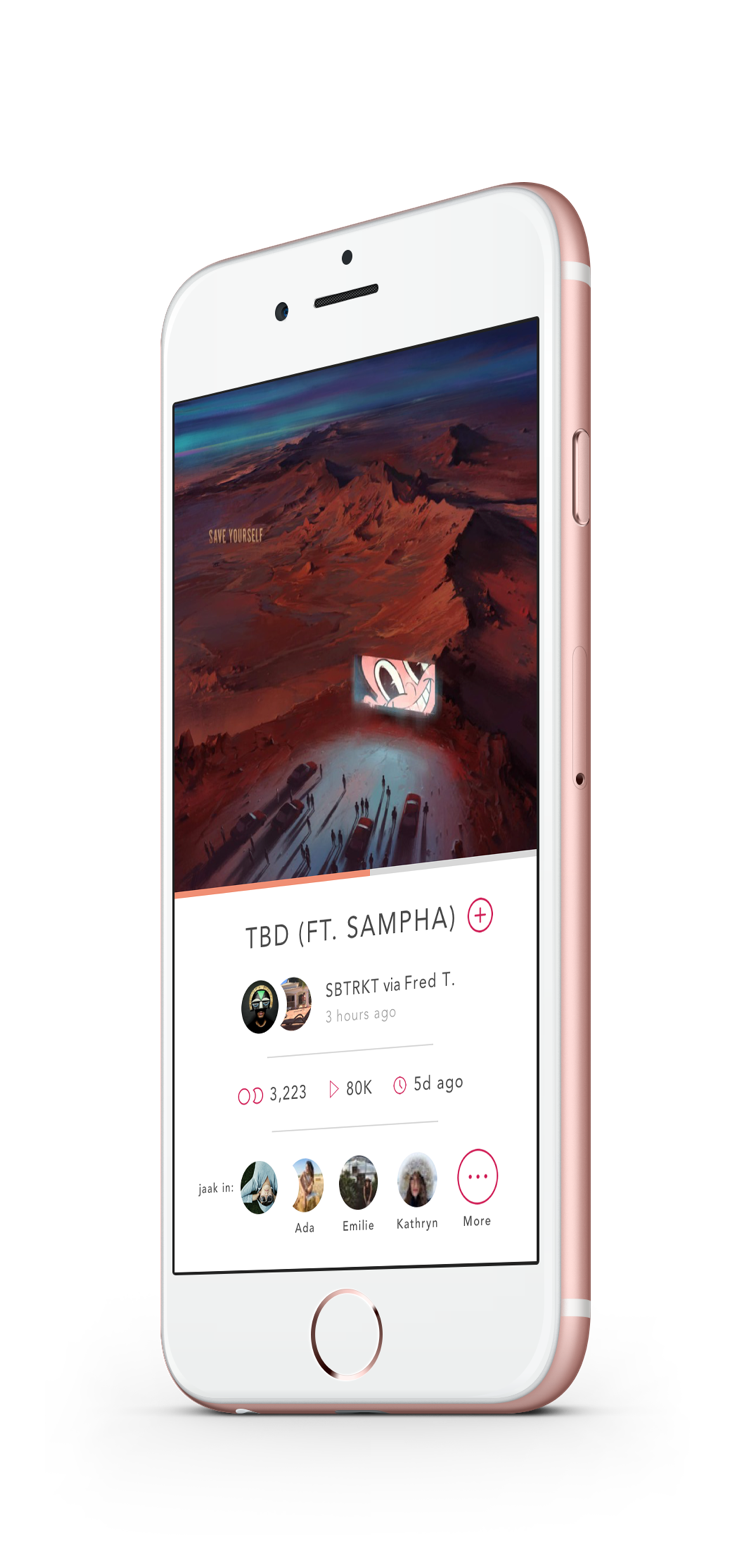 SAVE YOURSELF
TBD (FT. SAMPHA)
SBTRKT via Fred T.
3 hours ago
3,223 80K 5d ago
jaak in:
Ada Emilie Kathryn More